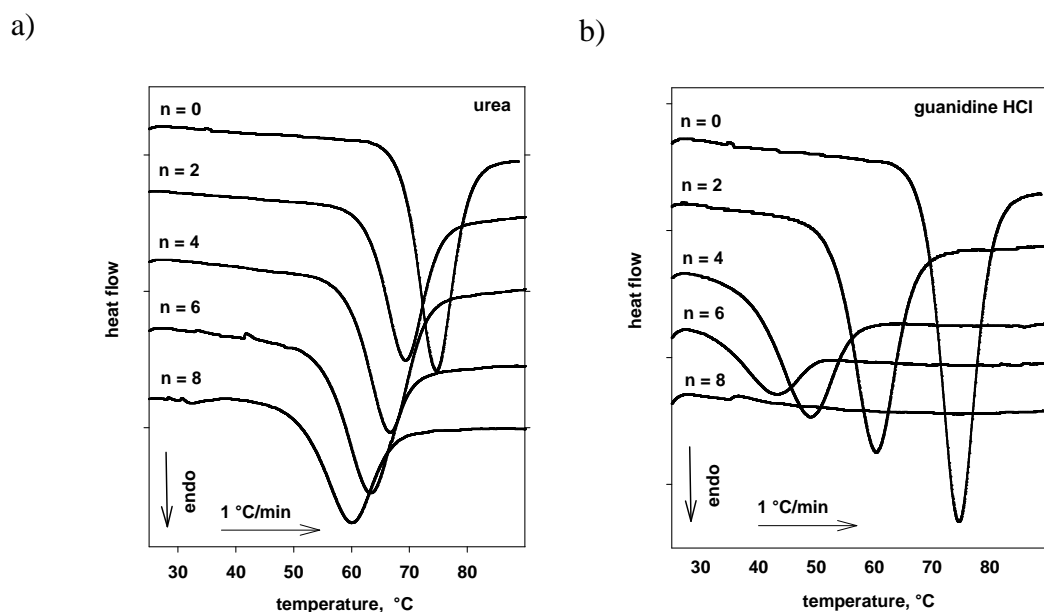 a)
urea
n = 0
n = 2
n = 4
n = 6
n = 8
heat flow
endo
1 °C/min
30 40 50 60 70 80
temperature, °C
b)
guanidine HCl
n = 0
n = 2
n = 4
n = 6
n = 8
heat flow
endo
1 °C/min
30 40 50 60 70 80
temperature, °C